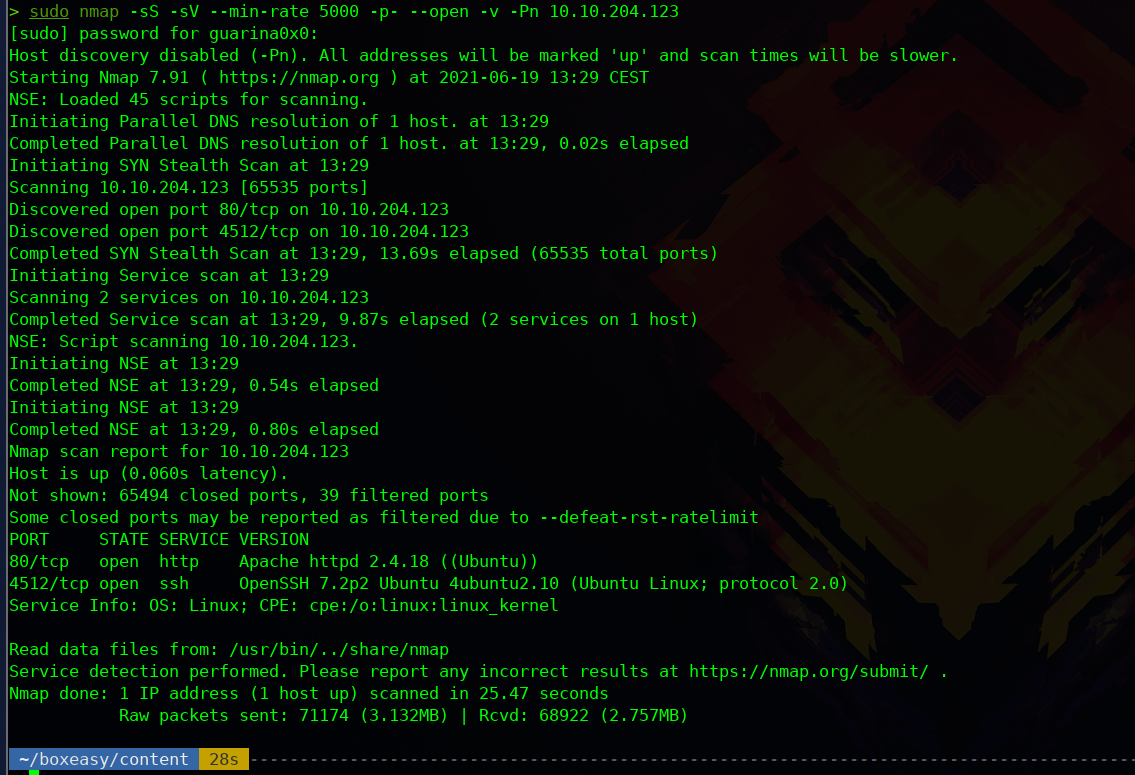 > sudo nmap -sS -sV --min-rate 5000 -p- --open -v -Pn 10.10.204.123
[sudo] password for guarina0x0:
Host discovery disabled (-Pn). All addresses will be marked 'up' and scan times will be slower.
Starting Nmap 7.91 ( https://nmap.org ) at 2021-06-19 13:29 CEST
NSE: Loaded 45 scripts for scanning.
Initiating Parallel DNS resolution of 1 host. at 13:29
Completed Parallel DNS resolution of 1 host. at 13:29, 0.02s elapsed
Initiating SYN Stealth Scan at 13:29
Scanning 10.10.204.123 [65535 ports]
Discovered open port 80/tcp on 10.10.204.123
Discovered open port 4512/tcp on 10.10.204.123
Completed SYN Stealth Scan at 13:29, 13.69s elapsed (65535 total ports)
Initiating Service scan at 13:29
Scanning 2 services on 10.10.204.123
Completed Service scan at 13:29, 9.87s elapsed (2 services on 1 host)
NSE: Script scanning 10.10.204.123.
Initiating NSE at 13:29
Completed NSE at 13:29, 0.54s elapsed
Initiating NSE at 13:29
Completed NSE at 13:29, 0.80s elapsed
Nmap scan report for 10.10.204.123
Host is up (0.060s latency).
Not shown: 65494 closed ports, 39 filtered ports
Some closed ports may be reported as filtered due to --defeat-rst-ratelimit
PORT     STATE SERVICE VERSION
80/tcp   open  http    Apache httpd 2.4.18 ((Ubuntu))
4512/tcp open  ssh     OpenSSH 7.2p2 Ubuntu 4ubuntu2.10 (Ubuntu Linux; protocol 2.0)
Service Info: OS: Linux; CPE: cpe:/o:linux:linux_kernel

Read data files from: /usr/bin/../share/nmap
Service detection performed. Please report any incorrect results at https://nmap.org/submit/ .
Nmap done: 1 IP address (1 host up) scanned in 25.47 seconds
           Raw packets sent: 71174 (3.132MB) | Rcvd: 68922 (2.757MB)

~/boxeasy/content 28s